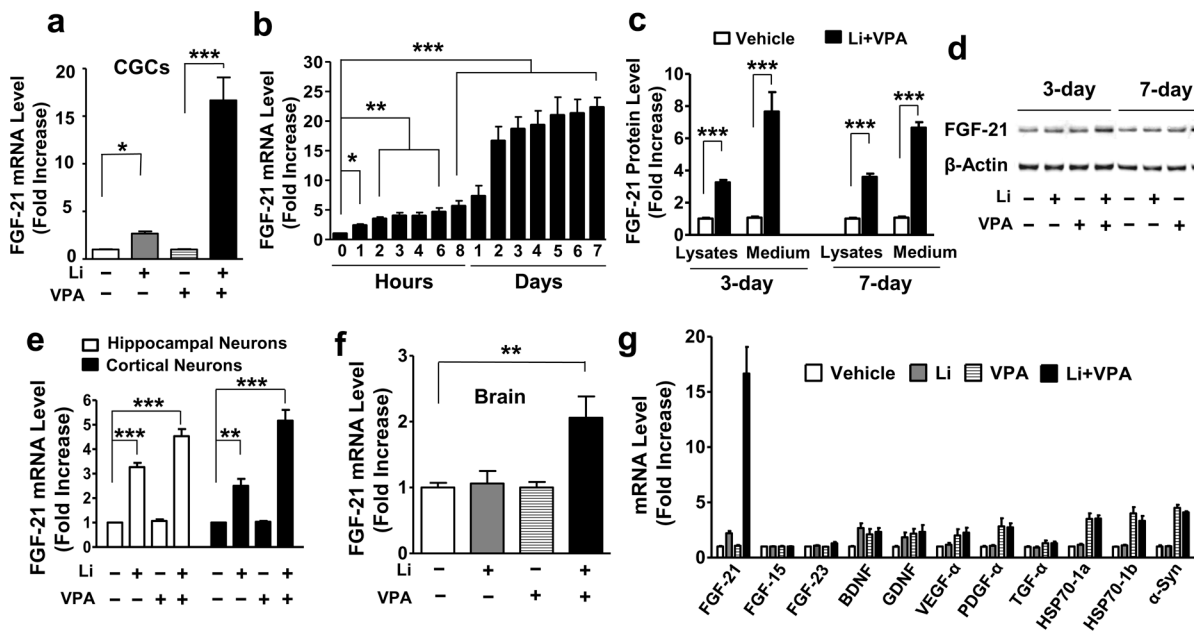 a
CGCs
FGF-21 mRNA Level
(Fold Increase)
20
15
10
5
0
*
***
Li − + − +
VPA − − + +
b
FGF-21 mRNA Level
(Fold Increase)
30
25
20
15
10
5
0
***
**
*
0 1 2 3 4 6 8 1 2 3 4 5 6 7
Hours Days
c
Vehicle Li+VPA
FGF-21 Protein Level
(Fold Increase)
10
8
6
4
2
0
*** *** *** ***
Lysates Medium Lysates Medium
3-day 7-day
d
3-day 7-day
FGF-21
β-Actin
Li − + − + − +
VPA − − + + − − +
e
Hippocampal Neurons
Cortical Neurons
FGF-21 mRNA Level
(Fold Increase)
6
5
4
3
2
1
0
*** ***
*** **
Li − + − + − + − +
VPA − − + + − − + +
f
Brain
FGF-21 mRNA Level
(Fold Increase)
3
2
1
0
**
Li − + − +
VPA − − + +
g
Vehicle Li VPA Li+VPA
mRNA Level
(Fold Increase)
20
15
10
5
0
FGF-21
FGF-15
FGF-23
BDNF
GDNF
VEGF-α
PDGF-α
TGF-α
HSP70-1a
HSP70-1b
α-Syn